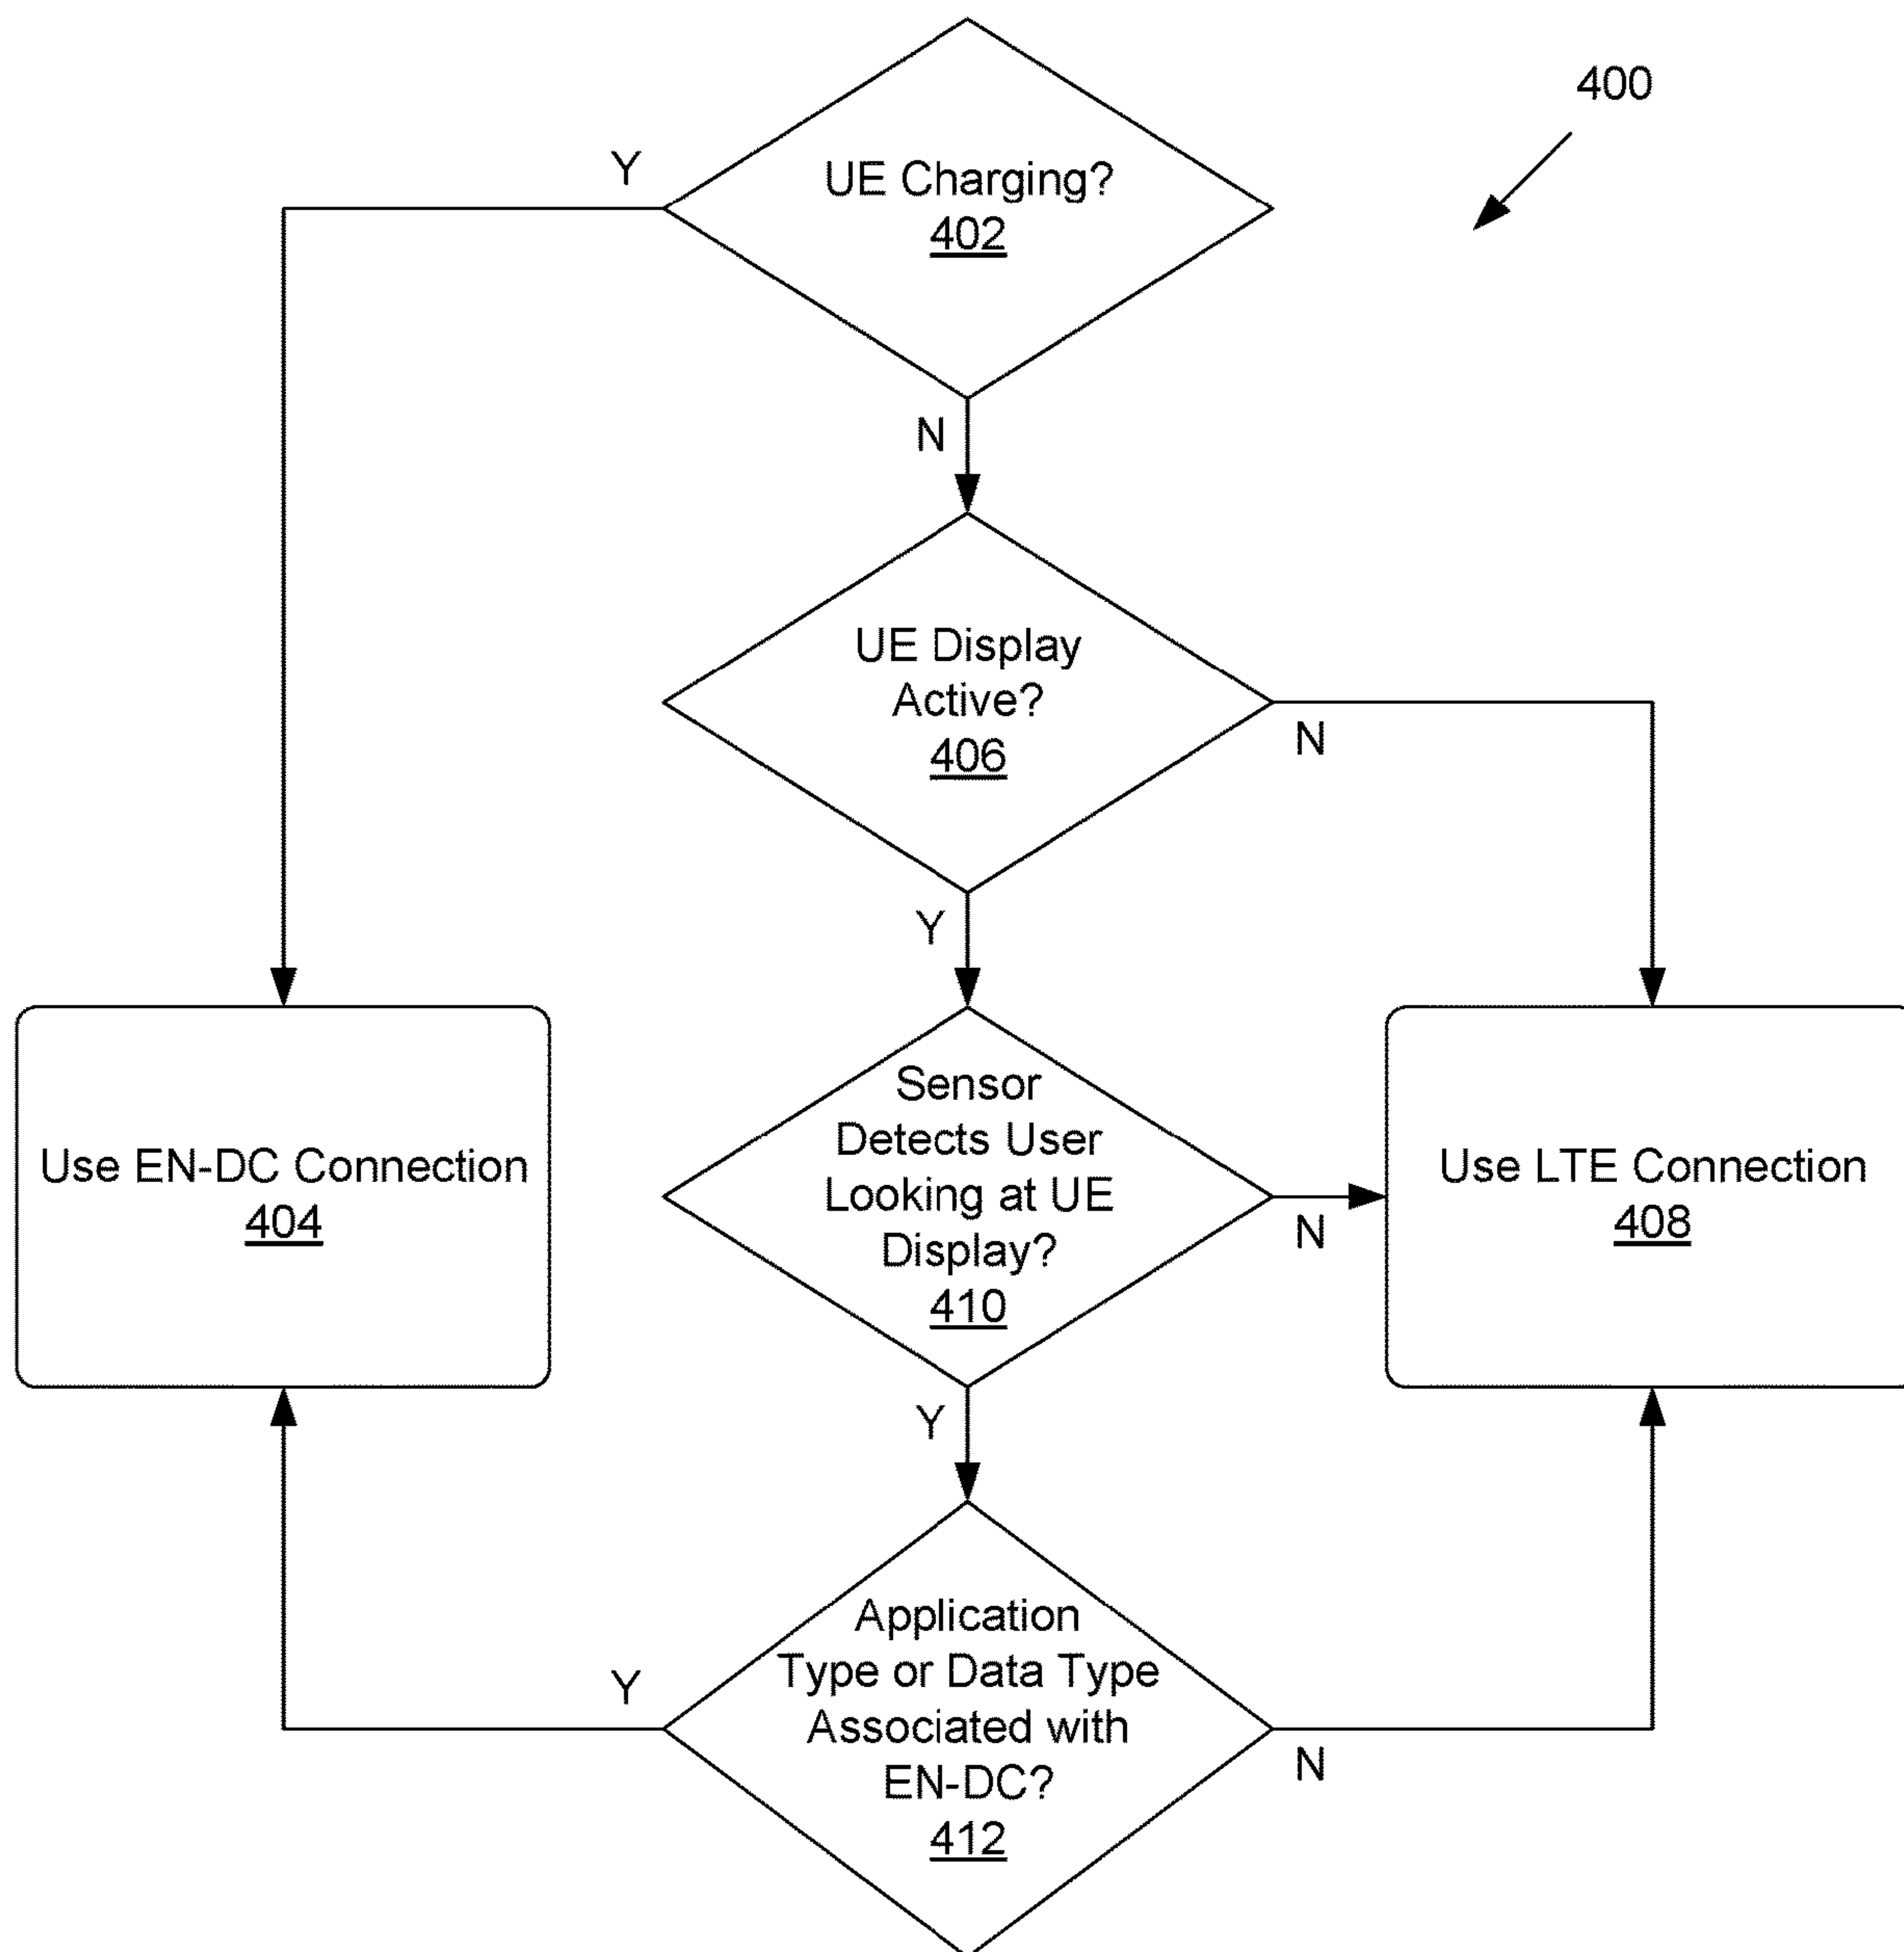 400
Y
UE Charging?
402
N
UE Display
Active?
406
N
Y
Sensor
Detects User
Looking at UE
Display?
410
N
Use EN-DC Connection
404
Use LTE Connection
408
Y
Application
Type or Data Type
Associated with
EN-DC?
412
Y
N